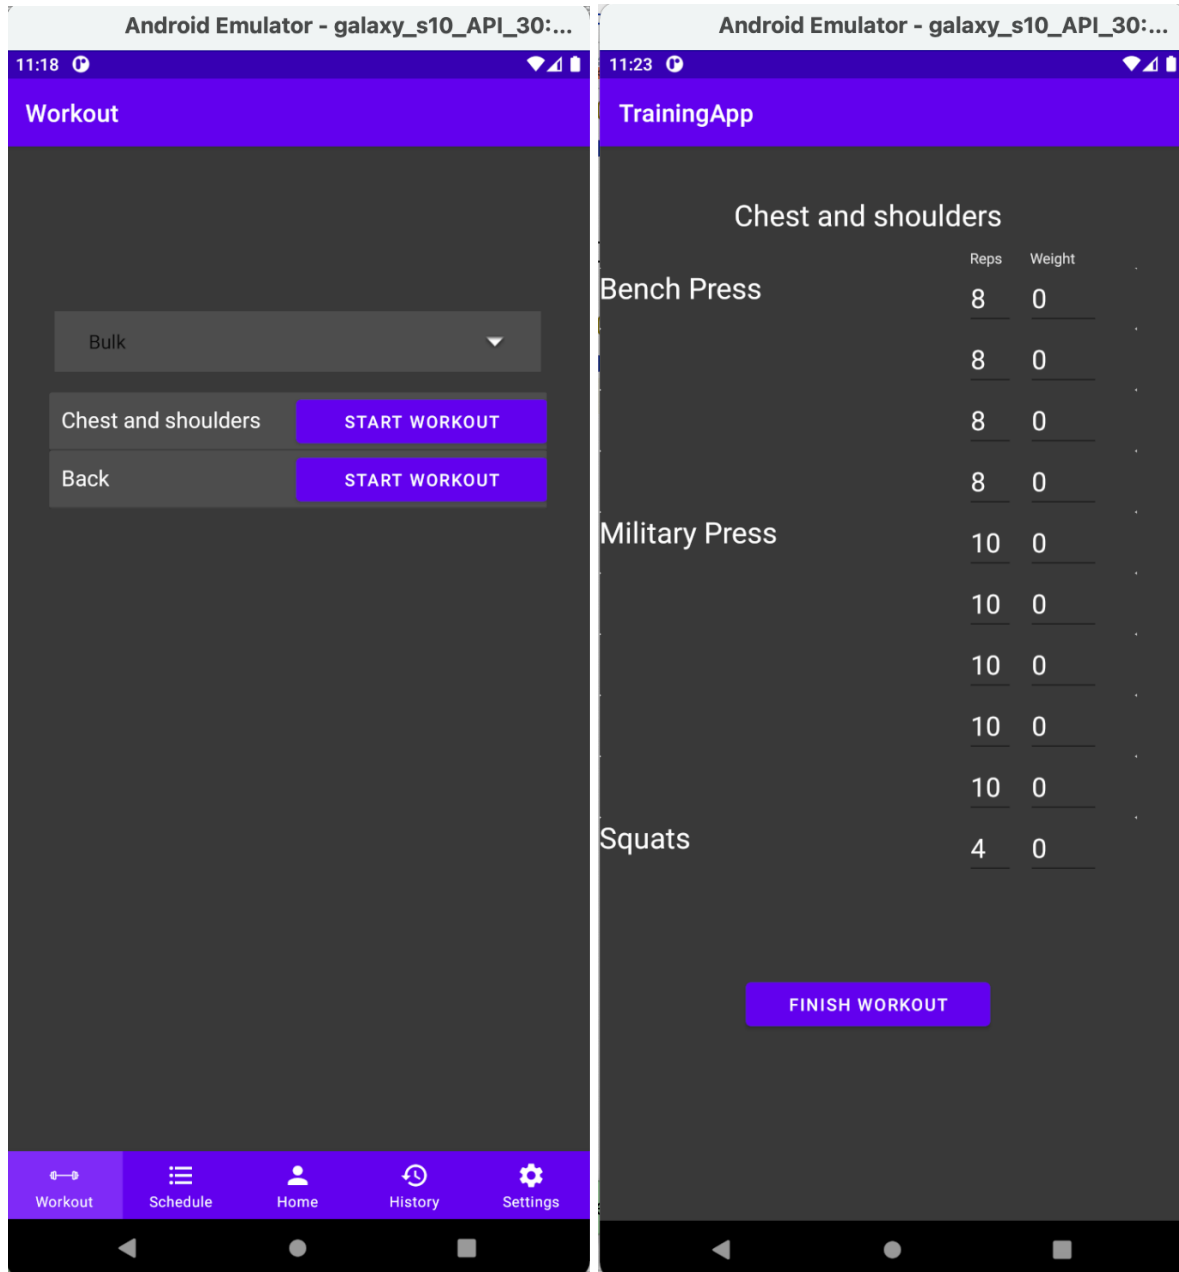 Android Emulator - galaxy_s10_API_30:...
11:18
Workout
Bulk
Chest and shoulders START WORKOUT
Back START WORKOUT
Workout Schedule Home History Settings
Android Emulator - galaxy_s10_API_30:...
11:23
TrainingApp
Chest and shoulders
Reps Weight
Bench Press 8 0
8 0
8 0
8 0
Military Press 10 0
10 0
10 0
10 0
10 0
Squats 4 0
FINISH WORKOUT